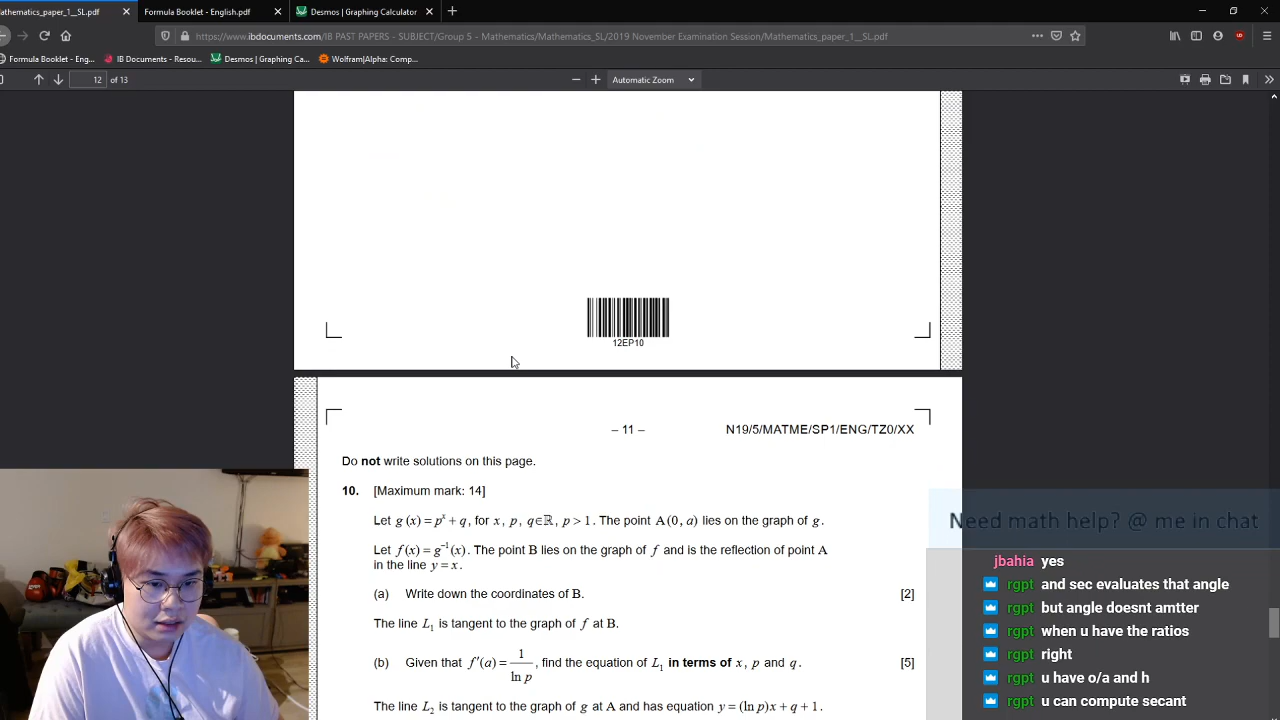 athematics_paper_1__SL.pdf
Formula Booklet - English.pdf
Desmos | Graphing Calculator
https://www.ibdocuments.com/IB PAST PAPERS - SUBJECT/Group 5 - Mathematics/Mathematics_SL/2019 November Examination Session/Mathematics_paper_1__SL.pdf
Formula Booklet - Eng...
IB Documents - Resou...
Desmos | Graphing Ca...
Wolfram|Alpha: Comp...
12 of 13
Automatic Zoom
12EP10
– 11 –
N19/5/MATME/SP1/ENG/TZ0/XX
Do not write solutions on this page.
10. [Maximum mark: 14]
Let g(x) = p^x + q, for x, p, q ∈ ℝ, p > 1. The point A(0, a) lies on the graph of g.
Let f(x) = g⁻¹(x). The point B lies on the graph of f and is the reflection of point A
in the line y = x.
(a) Write down the coordinates of B. [2]
The line L₁ is tangent to the graph of f at B.
(b) Given that f′(a) = 1/ln p, find the equation of L₁ in terms of x, p and q. [5]
The line L₂ is tangent to the graph of g at A and has equation y = (ln p)x + q + 1.
Need math help? @ me in chat
jbahia yes
rgpt and sec evaluates that angle
rgpt but angle doesnt amtter
rgpt when u have the ratios
rgpt right
rgpt u have o/a and h
rgpt u can compute secant